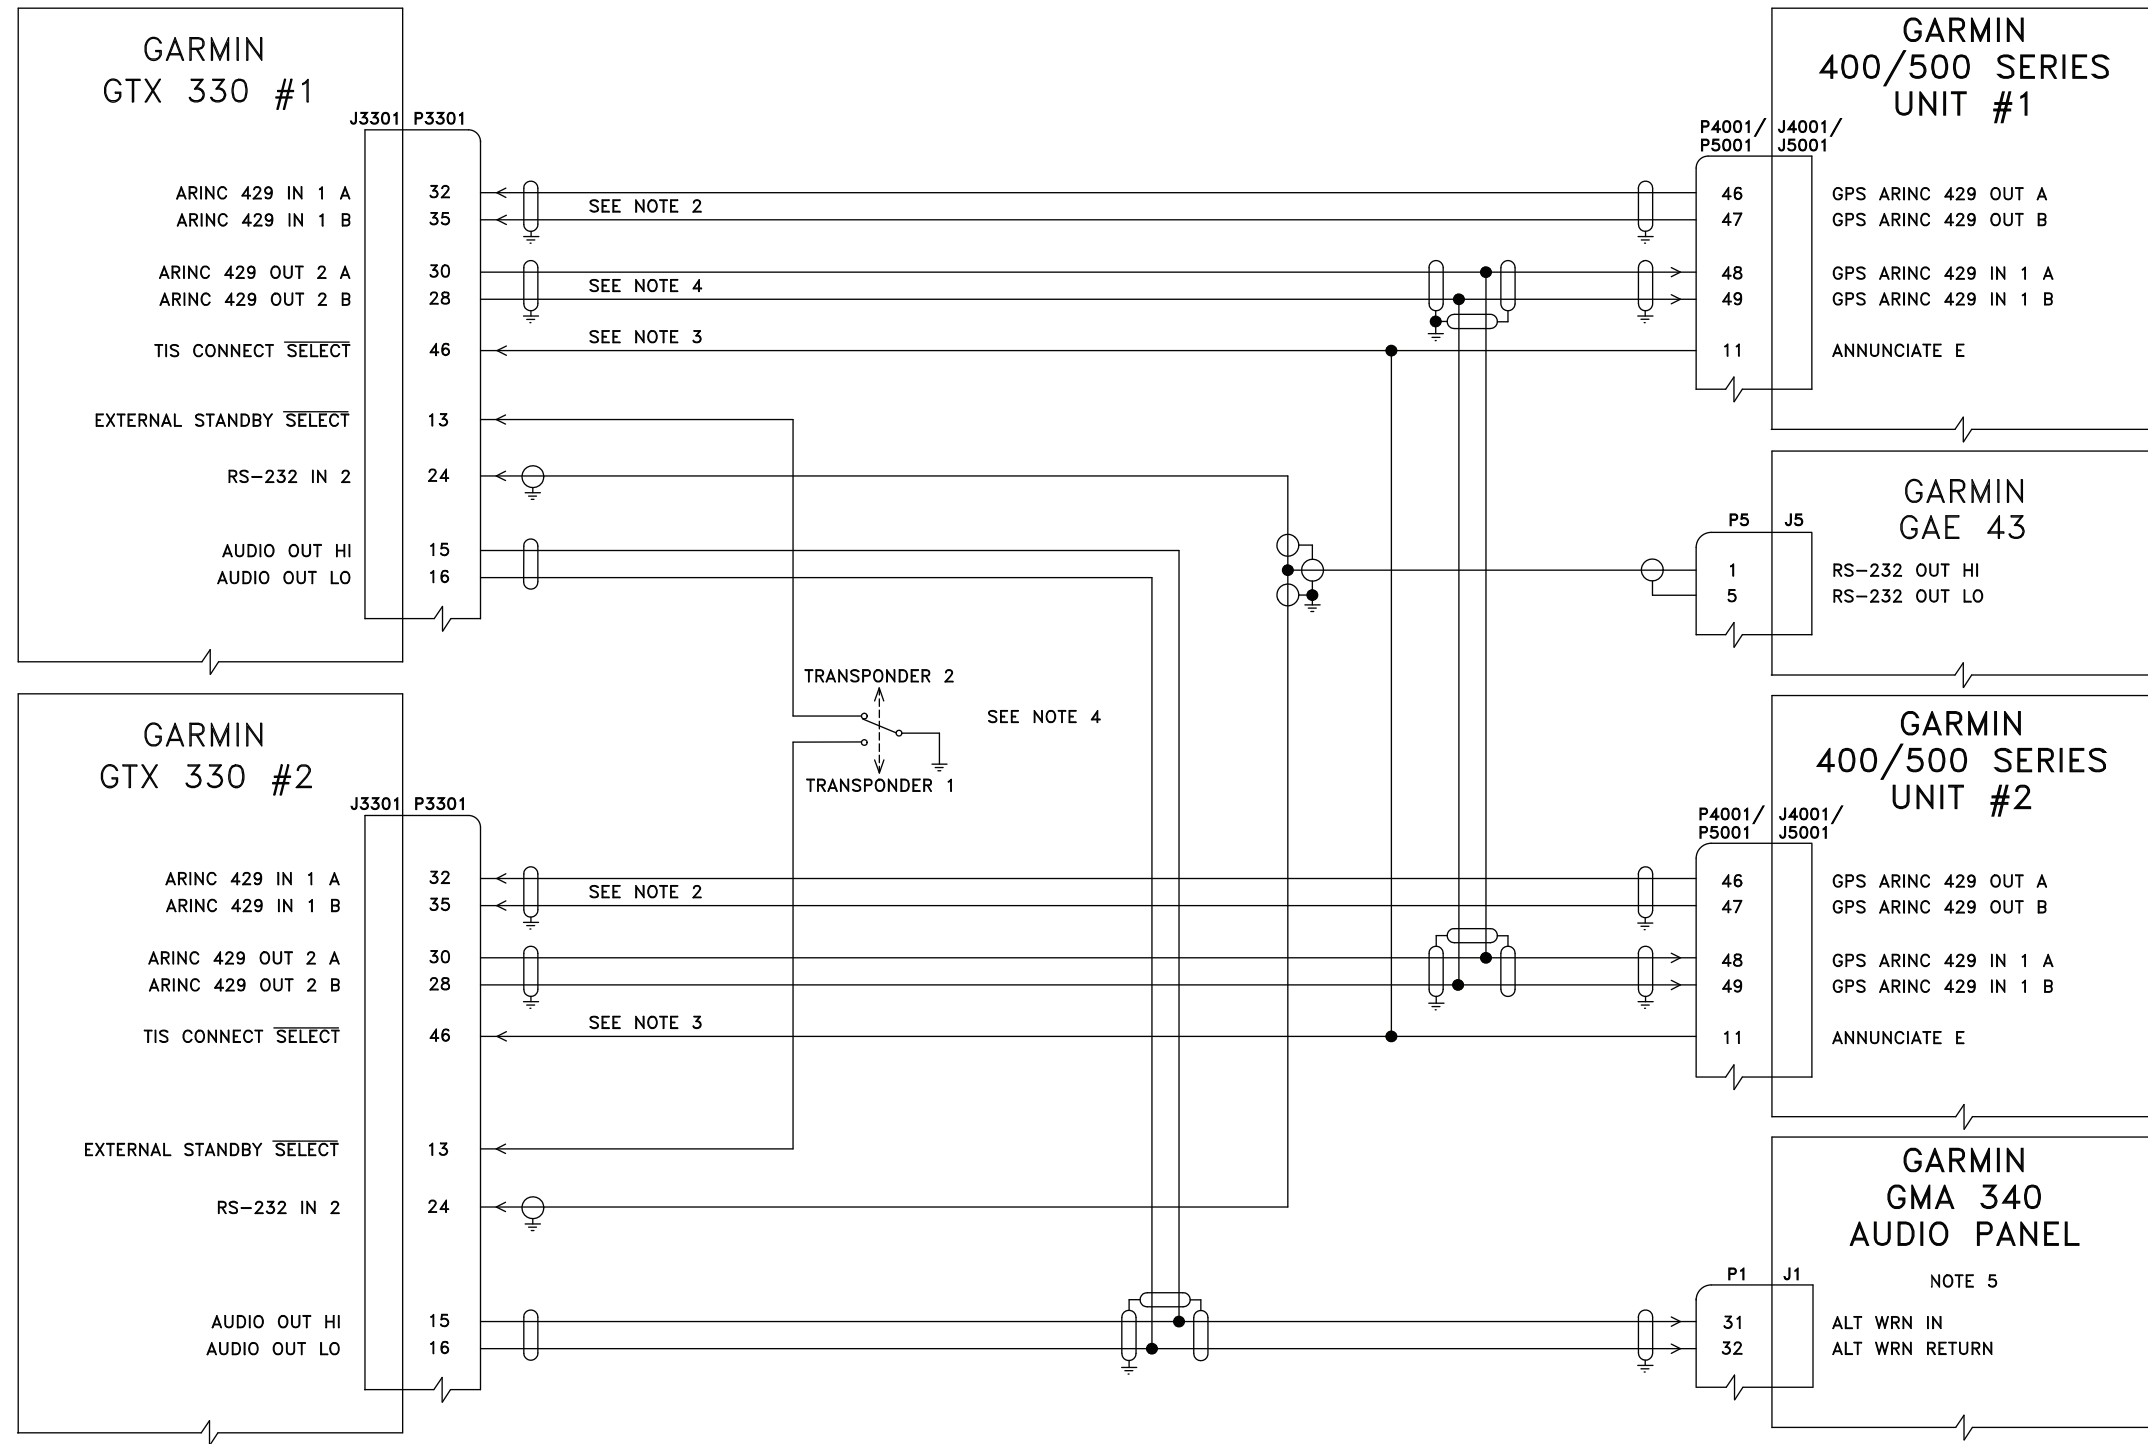 GARMIN
GTX 330 #1
J3301 P3301
ARINC 429 IN 1 A 32
ARINC 429 IN 1 B 35
SEE NOTE 2
ARINC 429 OUT 2 A 30
ARINC 429 OUT 2 B 28
SEE NOTE 4
TIS CONNECT SELECT 46
SEE NOTE 3
EXTERNAL STANDBY SELECT 13
RS-232 IN 2 24
AUDIO OUT HI 15
AUDIO OUT LO 16
GARMIN
400/500 SERIES
UNIT #1
P4001/ J4001/
P5001 J5001
46 GPS ARINC 429 OUT A
47 GPS ARINC 429 OUT B
48 GPS ARINC 429 IN 1 A
49 GPS ARINC 429 IN 1 B
11 ANNUNCIATE E
GARMIN
GAE 43
P5 J5
1 RS-232 OUT HI
5 RS-232 OUT LO
TRANSPONDER 2
SEE NOTE 4
TRANSPONDER 1
GARMIN
GTX 330 #2
J3301 P3301
ARINC 429 IN 1 A 32
ARINC 429 IN 1 B 35
SEE NOTE 2
ARINC 429 OUT 2 A 30
ARINC 429 OUT 2 B 28
TIS CONNECT SELECT 46
SEE NOTE 3
EXTERNAL STANDBY SELECT 13
RS-232 IN 2 24
AUDIO OUT HI 15
AUDIO OUT LO 16
GARMIN
400/500 SERIES
UNIT #2
P4001/ J4001/
P5001 J5001
46 GPS ARINC 429 OUT A
47 GPS ARINC 429 OUT B
48 GPS ARINC 429 IN 1 A
49 GPS ARINC 429 IN 1 B
11 ANNUNCIATE E
GARMIN
GMA 340
AUDIO PANEL
P1 J1
NOTE 5
31 ALT WRN IN
32 ALT WRN RETURN